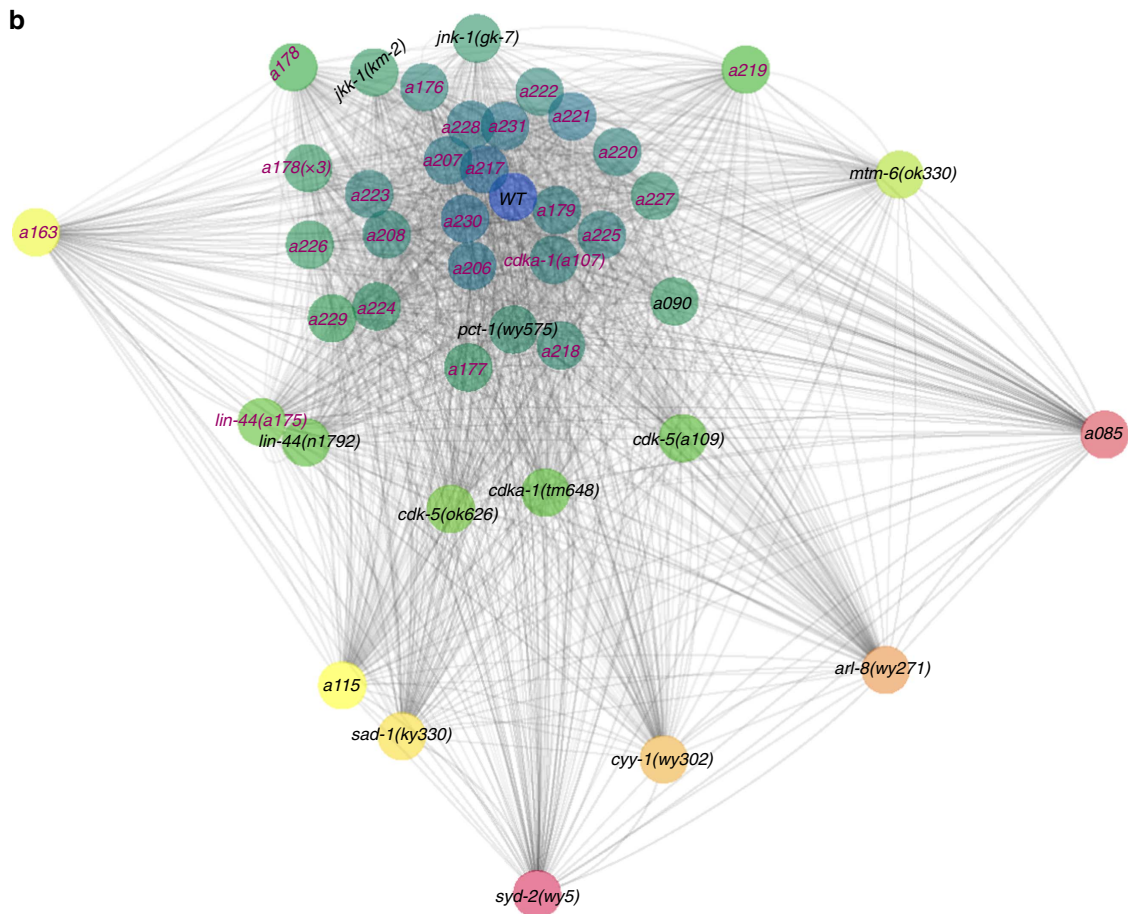 b
jnk-1(gk-7)
a178
jkk-1(km-2)
a219
a176
a222
a221
a228
a231
a220
a207
a217
a178(×3)
mtm-6(ok330)
a223
WT
a179
a227
a163
a230
a208
a225
a226
cdka-1(a107)
a206
a090
a224
a229
pct-1(wy575)
a218
a177
lin-44(a175)
lin-44(n1792)
cdk-5(a109)
a085
cdka-1(tm648)
cdk-5(ok626)
arl-8(wy271)
a115
sad-1(ky330)
cyy-1(wy302)
syd-2(wy5)